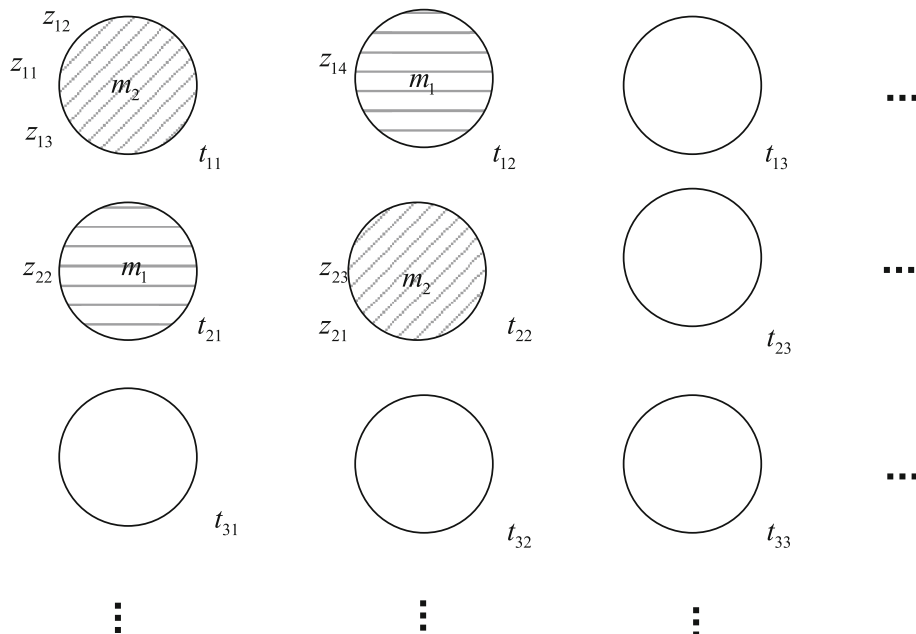 z₁₂
z₁₁ m₂
z₁₃
t₁₁
z₁₄ m₁
t₁₂
t₁₃ ...
z₂₂ m₁
t₂₁
z₂₃ m₂
z₂₁
t₂₂
t₂₃ ...
t₃₁
t₃₂
t₃₃ ...